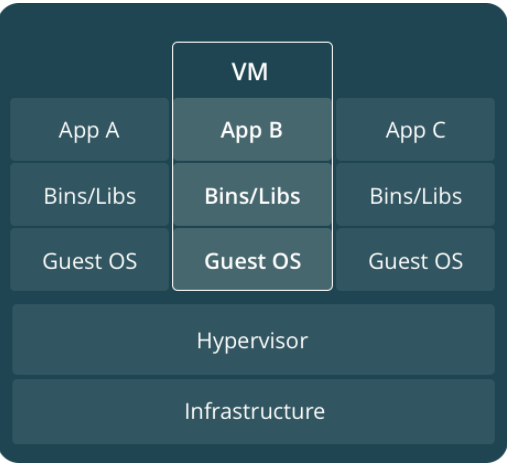 VM
App A App B App C
Bins/Libs Bins/Libs Bins/Libs
Guest OS Guest OS Guest OS
Hypervisor
Infrastructure